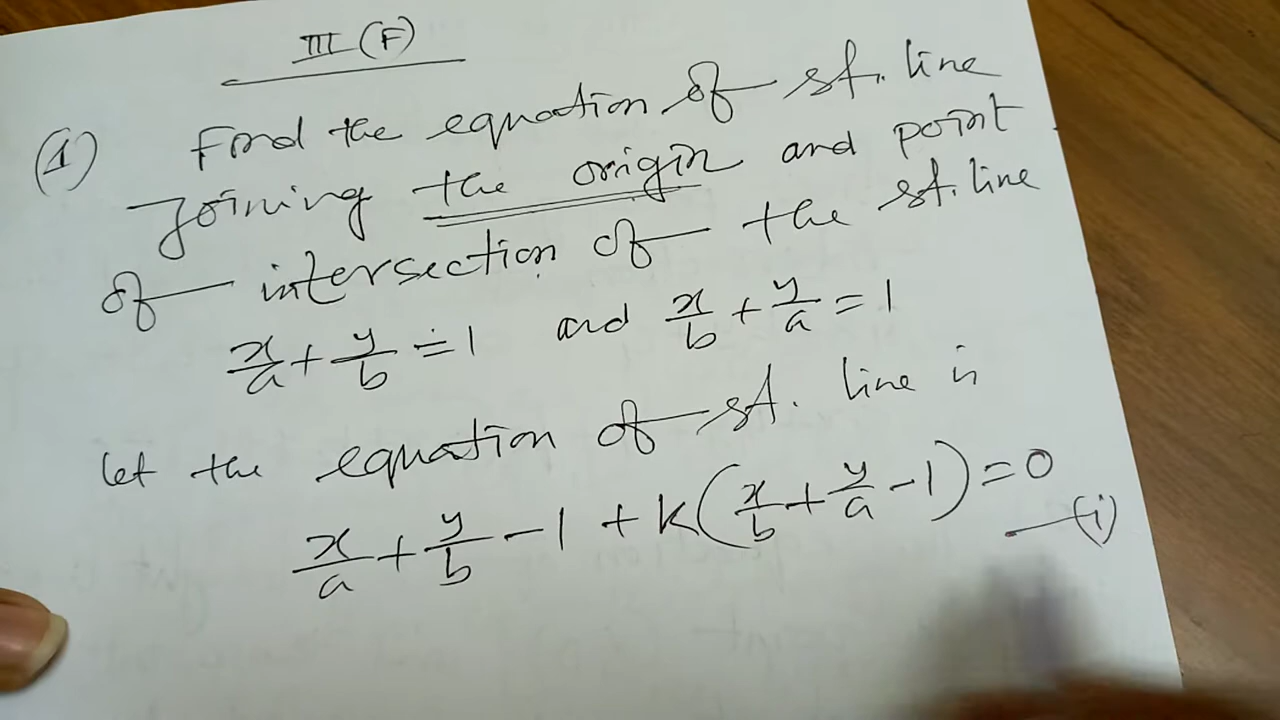 III (F)
(1) Find the equation of st. line
Joining the origin and point
of intersection of the st. line
x/a + y/b = 1 and x/b + y/a = 1
let the equation of st. line is
x/a + y/b - 1 + k(x/b + y/a - 1) = 0
—(i)